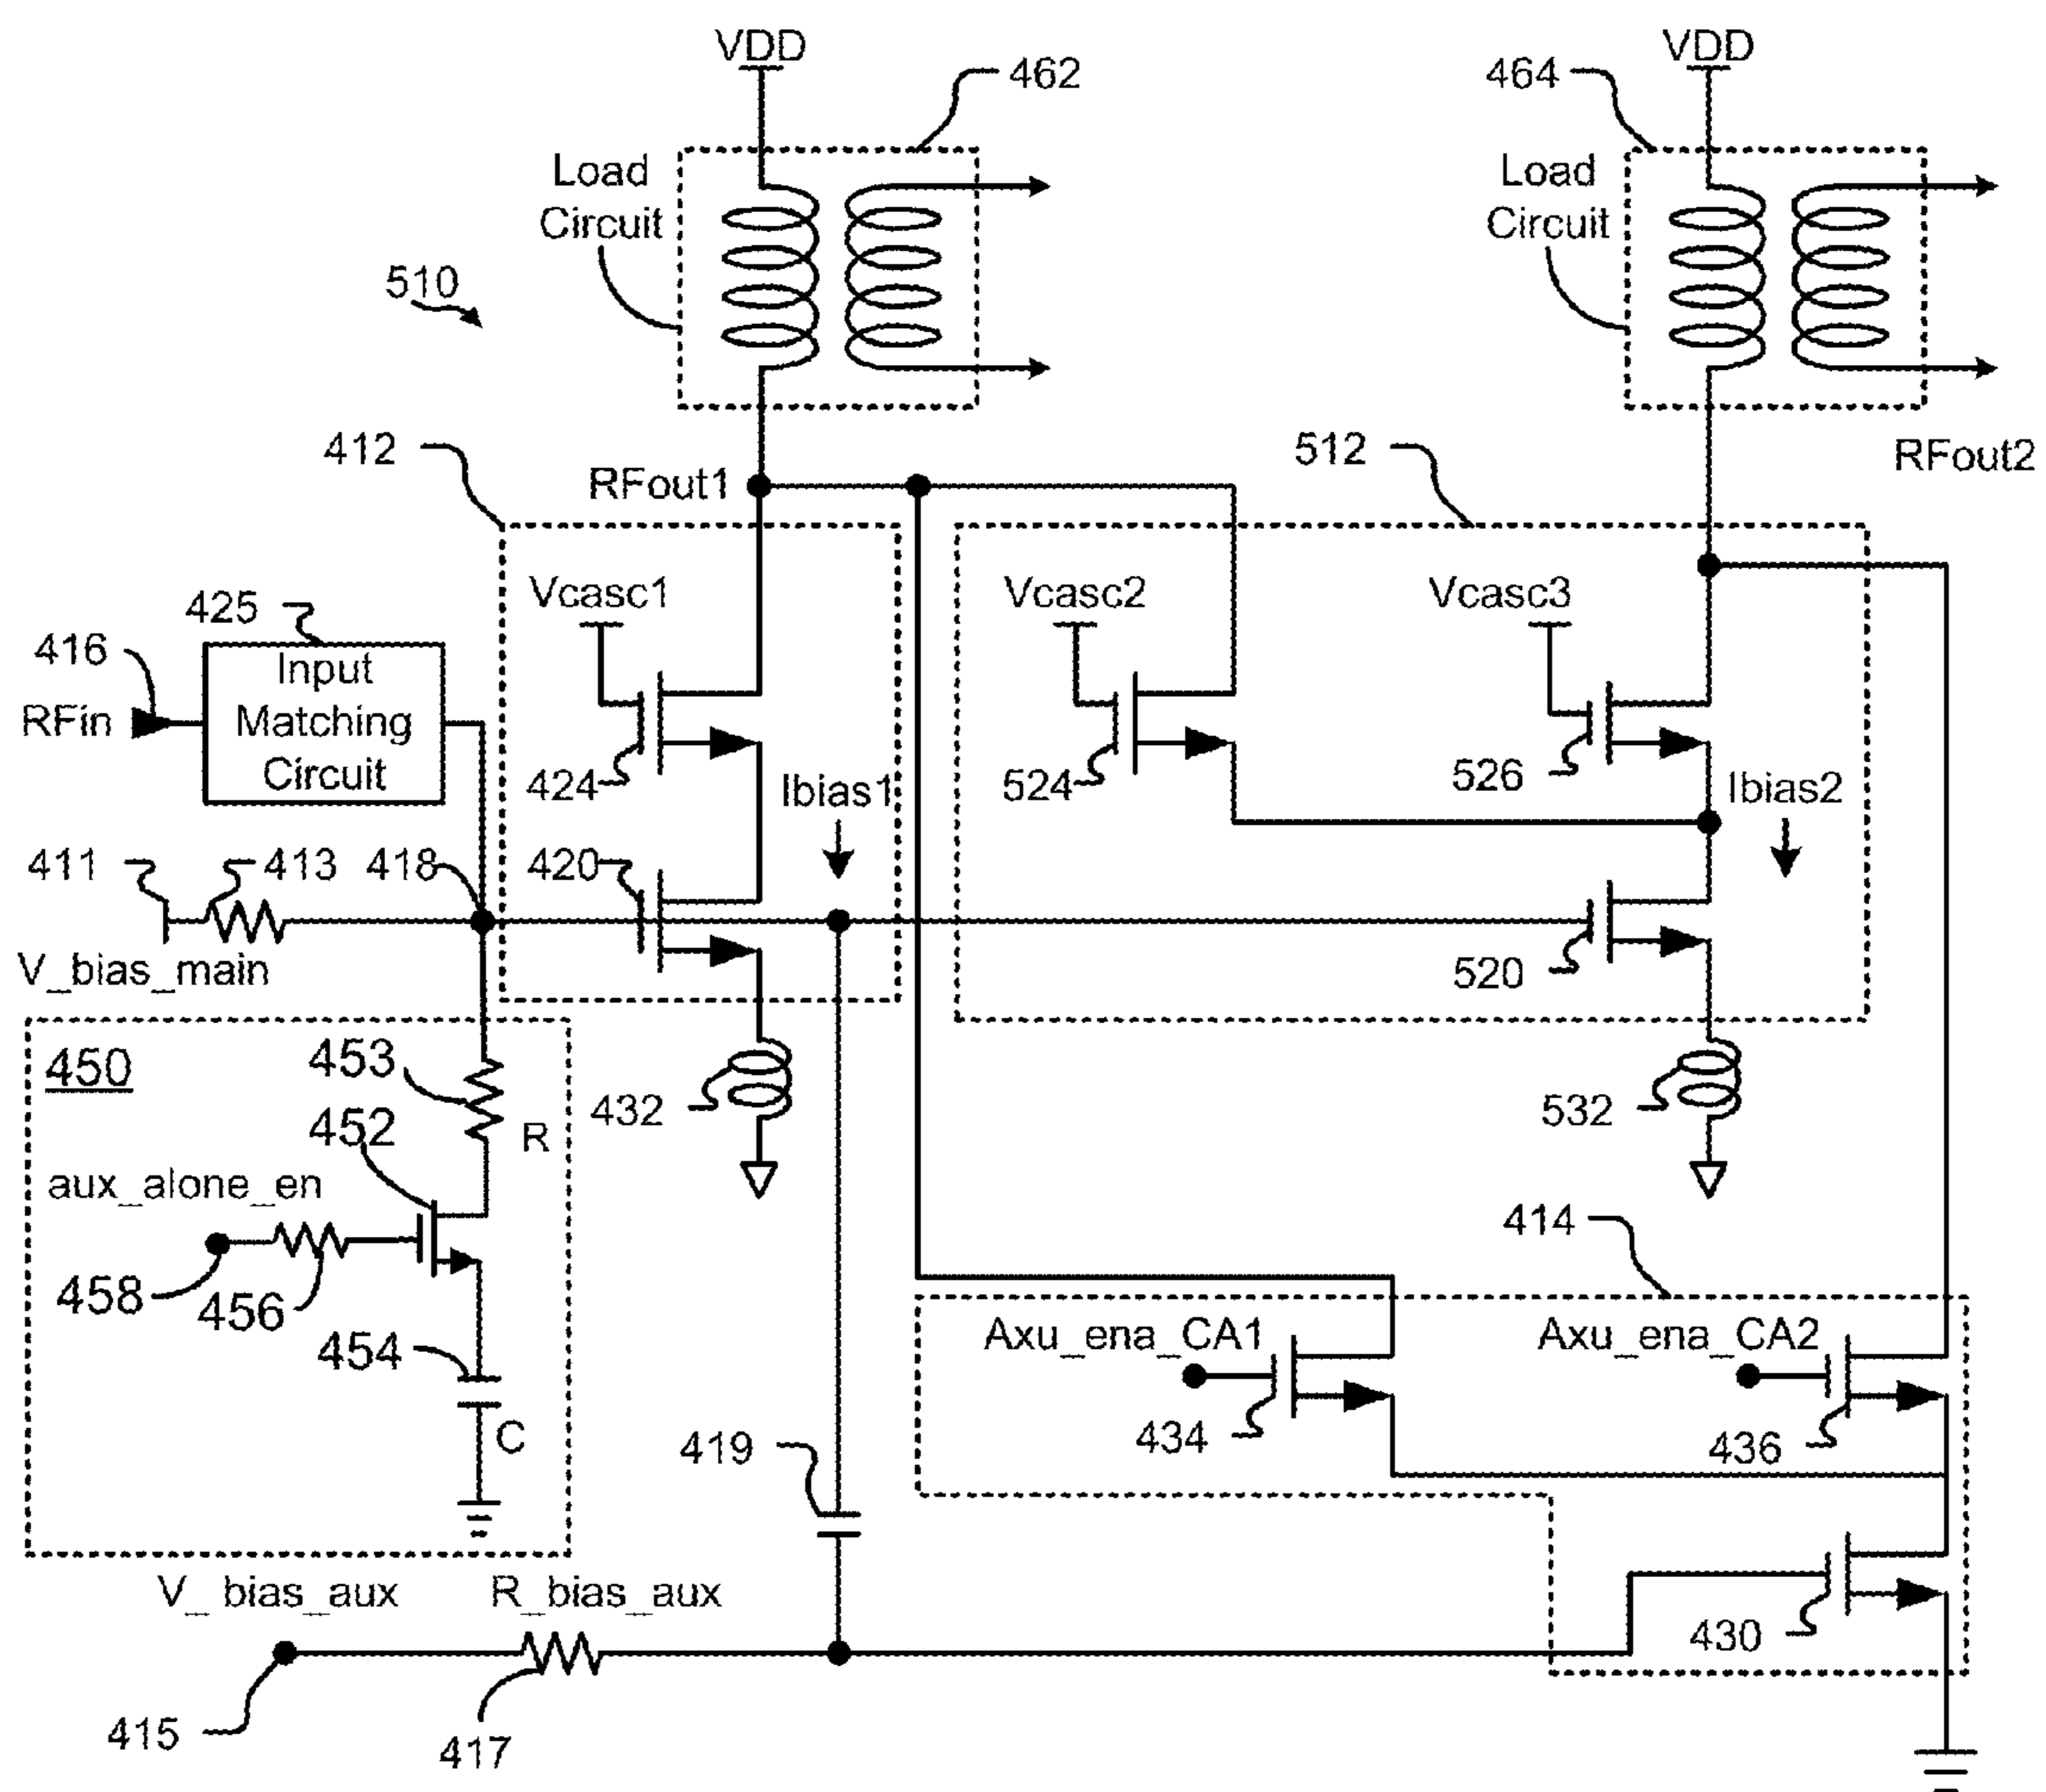 VDD
VDD
462
464
Load
Circuit
Load
Circuit
510
412
512
RFout1
RFout2
Vcasc1
Vcasc2
Vcasc3
425
416
Input
Matching
Circuit
RFin
424
Ibias1
524
526
Ibias2
411
413
418
420
V_bias_main
520
450
453
432
532
452
R
aux_alone_en
414
458
456
454
Axu_ena_CA1
Axu_ena_CA2
C
419
434
436
V_ bias_aux
R_bias_aux
430
415
417